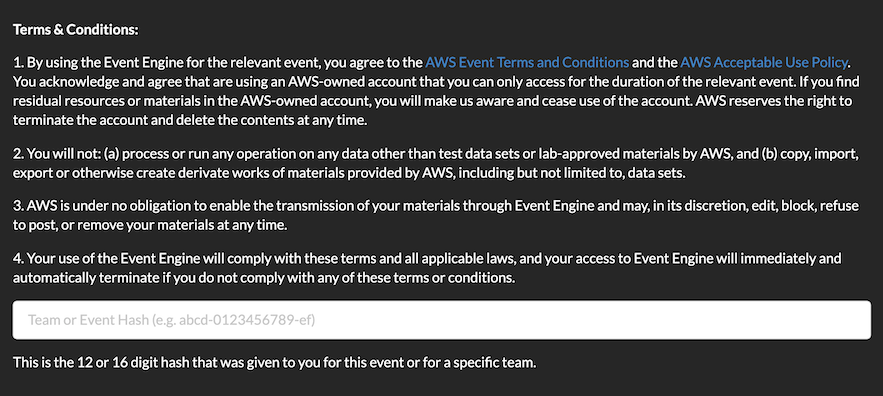 Terms & Conditions:
1. By using the Event Engine for the relevant event, you agree to the AWS Event Terms and Conditions and the AWS Acceptable Use Policy.
You acknowledge and agree that are using an AWS-owned account that you can only access for the duration of the relevant event. If you find
residual resources or materials in the AWS-owned account, you will make us aware and cease use of the account. AWS reserves the right to
terminate the account and delete the contents at any time.
2. You will not: (a) process or run any operation on any data other than test data sets or lab-approved materials by AWS, and (b) copy, import,
export or otherwise create derivate works of materials provided by AWS, including but not limited to, data sets.
3. AWS is under no obligation to enable the transmission of your materials through Event Engine and may, in its discretion, edit, block, refuse
to post, or remove your materials at any time.
4. Your use of the Event Engine will comply with these terms and all applicable laws, and your access to Event Engine will immediately and
automatically terminate if you do not comply with any of these terms or conditions.
Team or Event Hash (e.g. abcd-0123456789-ef)
This is the 12 or 16 digit hash that was given to you for this event or for a specific team.